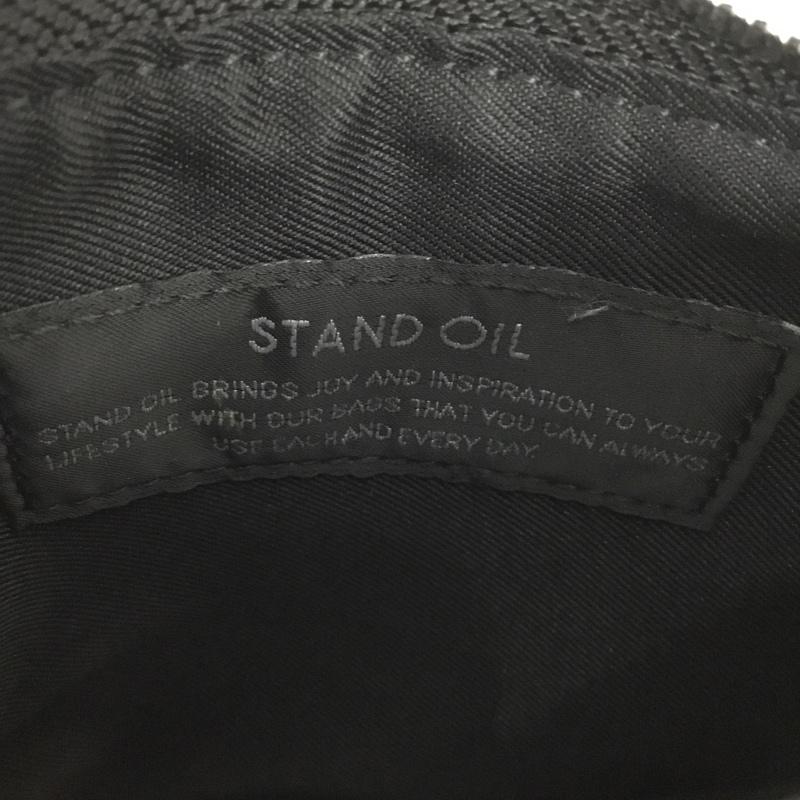 STAND OIL
STAND OIL BRINGS JOY AND INSPIRATION TO YOUR
LIFESTYLE WITH OUR BAGS THAT YOU CAN ALWAYS
USE EACH AND EVERY DAY.